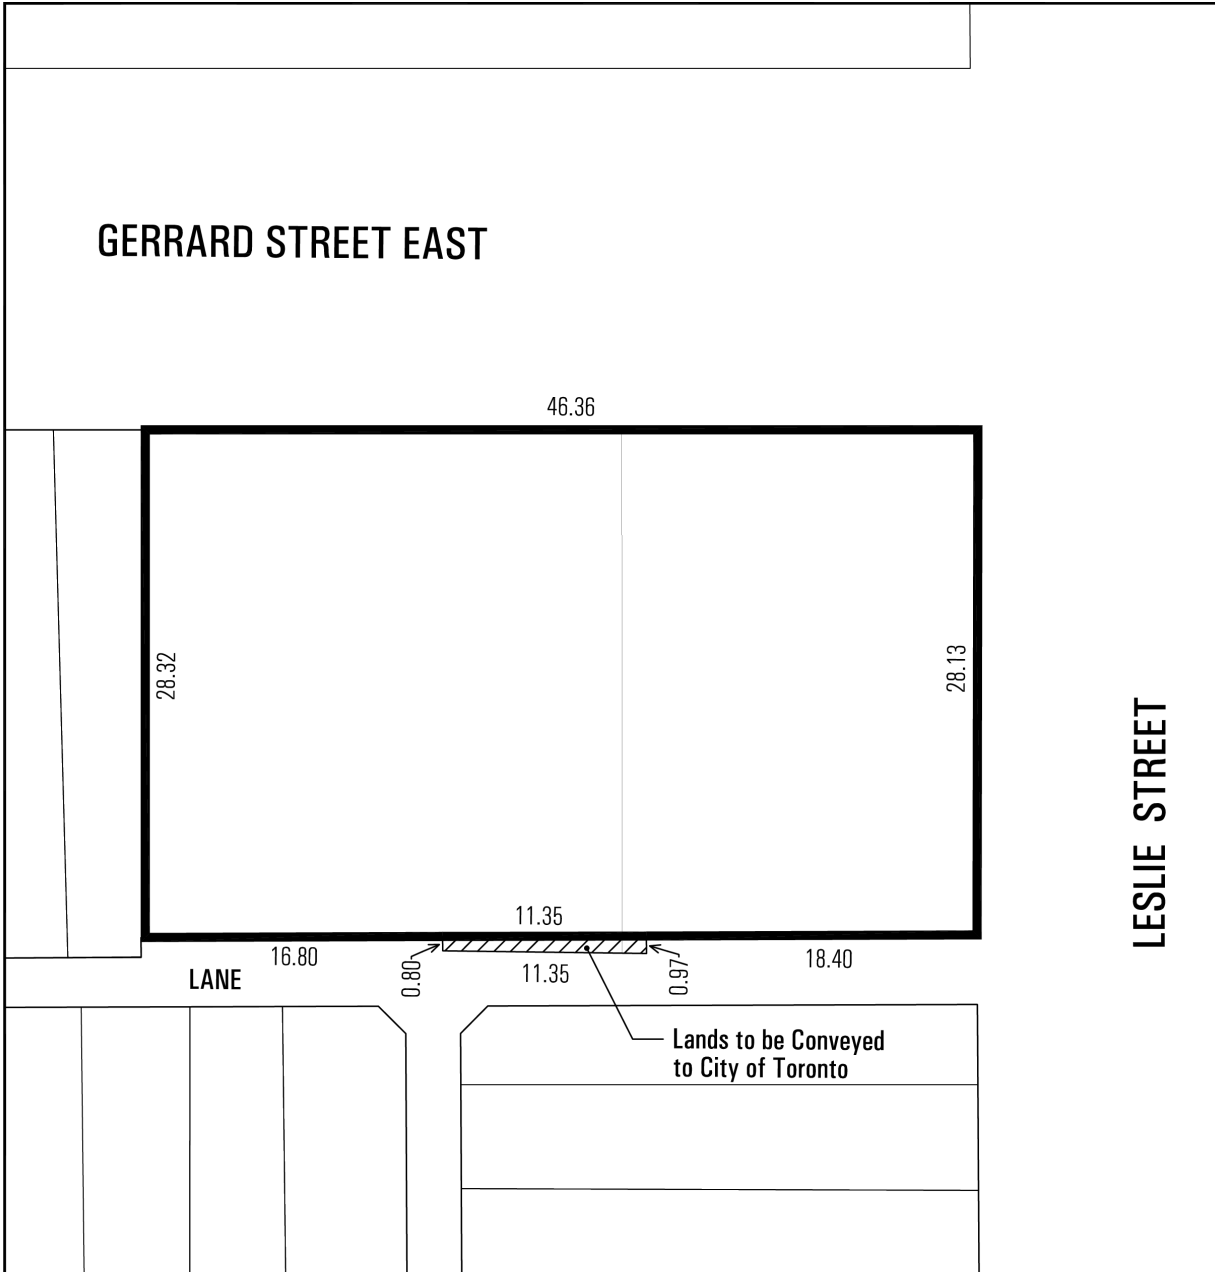 GERRARD STREET EAST
46.36
28.32
28.13
LESLIE STREET
11.35
16.80
0.80
11.35
0.97
18.40
LANE
Lands to be Conveyed
to City of Toronto